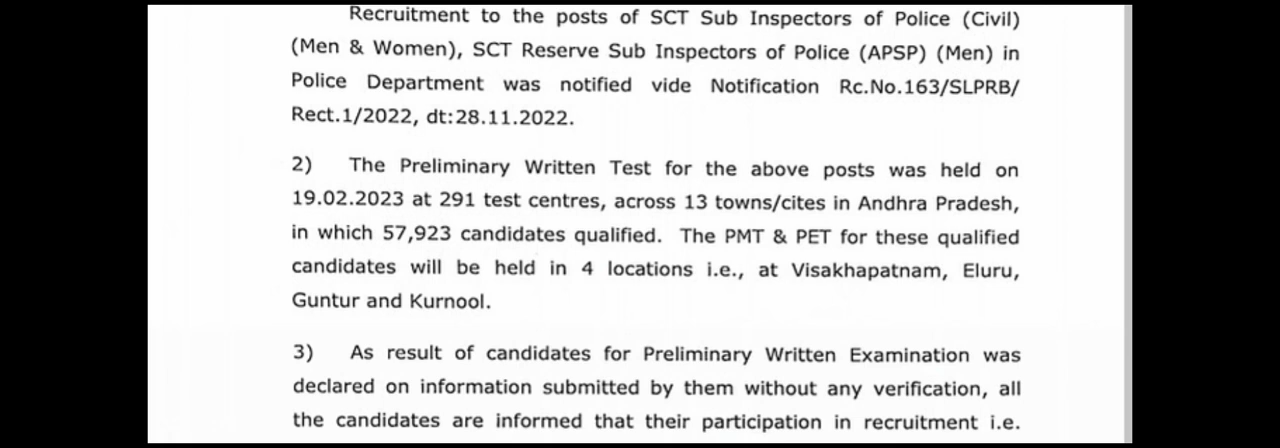 Recruitment to the posts of SCT Sub Inspectors of Police (Civil)
(Men & Women), SCT Reserve Sub Inspectors of Police (APSP) (Men) in
Police Department was notified vide Notification Rc.No.163/SLPRB/
Rect.1/2022, dt:28.11.2022.
2) The Preliminary Written Test for the above posts was held on
19.02.2023 at 291 test centres, across 13 towns/cites in Andhra Pradesh,
in which 57,923 candidates qualified. The PMT & PET for these qualified
candidates will be held in 4 locations i.e., at Visakhapatnam, Eluru,
Guntur and Kurnool.
3) As result of candidates for Preliminary Written Examination was
declared on information submitted by them without any verification, all
the candidates are informed that their participation in recruitment i.e.